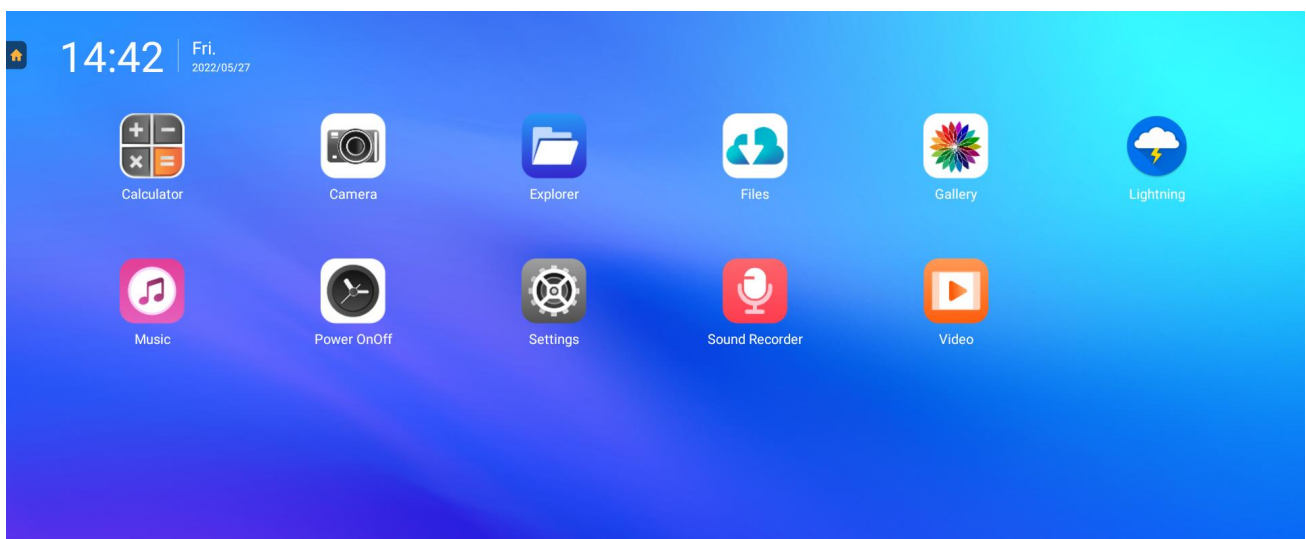 14:42
Fri.
2022/05/27
Calculator
Camera
Explorer
Files
Gallery
Lightning
Music
Power OnOff
Settings
Sound Recorder
Video